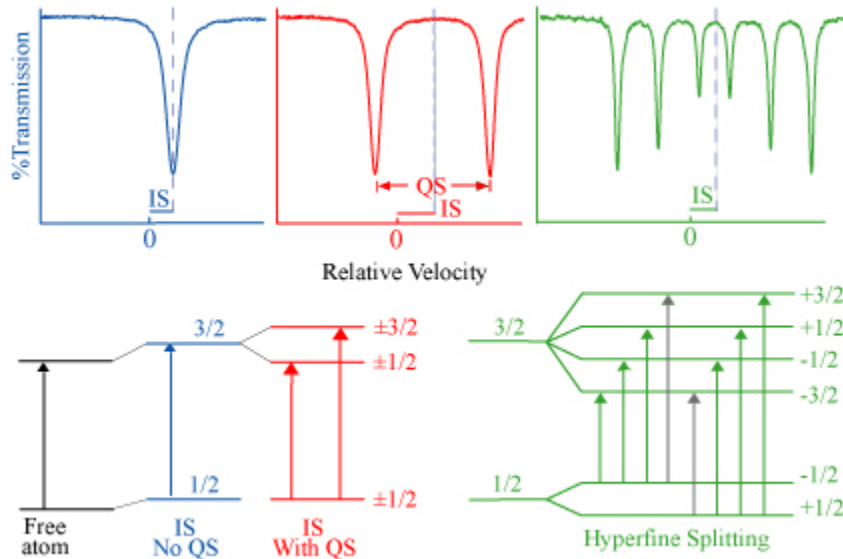 %Transmission
IS
0
QS
IS
0
IS
0
Relative Velocity
3/2
1/2
Free
atom
IS
No QS
±3/2
±1/2
±1/2
IS
With QS
3/2
1/2
+3/2
+1/2
-1/2
-3/2
-1/2
+1/2
Hyperfine Splitting